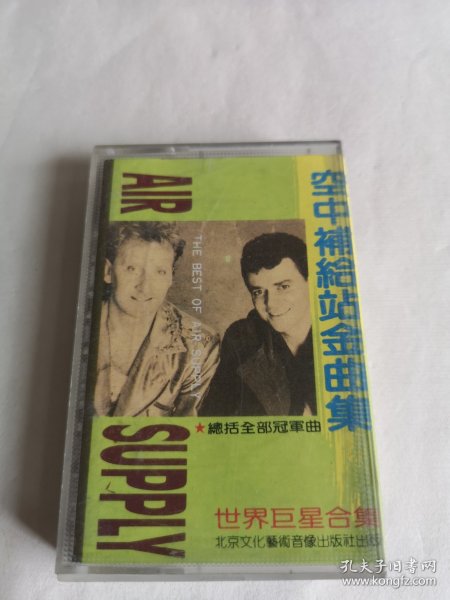 AIR SUPPLY
THE BEST OF AIR SUPPLY
空中補給站金曲集
★總括全部冠軍曲
世界巨星合集
北京文化藝術音像出版社出版
孔夫子旧书网
www.kongfz.com